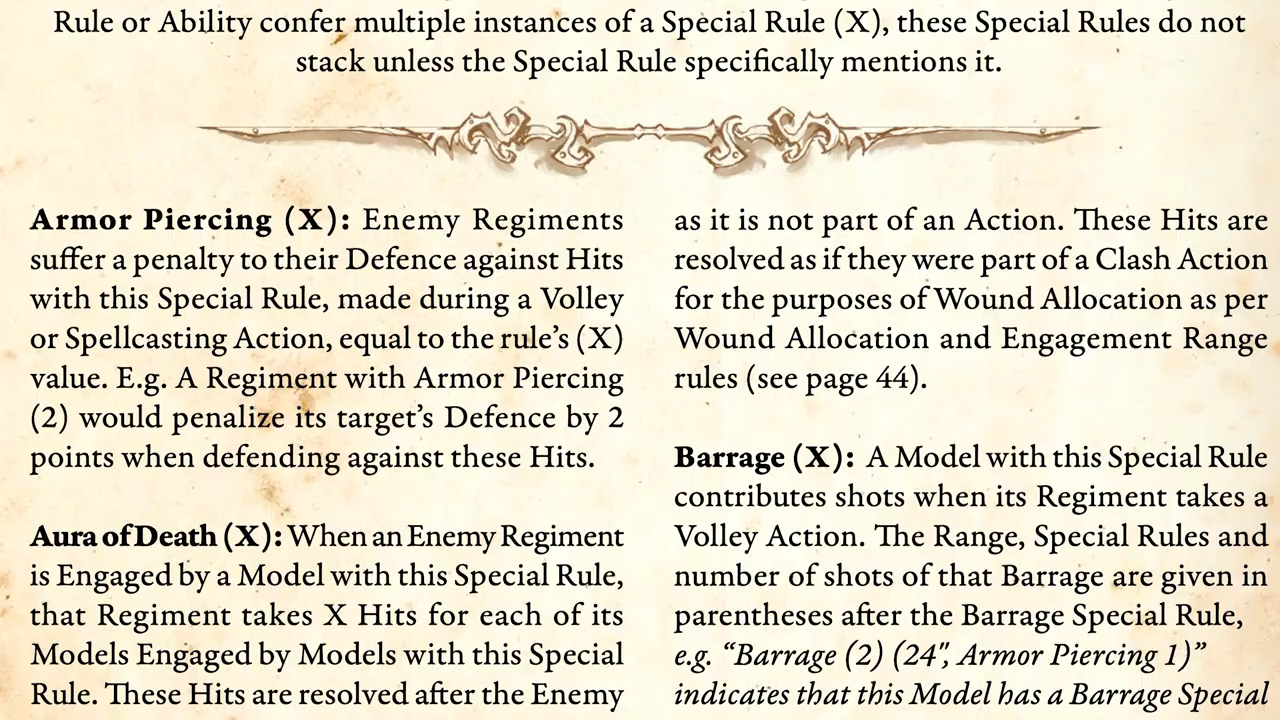 Rule or Ability confer multiple instances of a Special Rule (X), these Special Rules do not
stack unless the Special Rule specifically mentions it.
Armor Piercing (X): Enemy Regiments
suffer a penalty to their Defence against Hits
with this Special Rule, made during a Volley
or Spellcasting Action, equal to the rule’s (X)
value. E.g. A Regiment with Armor Piercing
(2) would penalize its target’s Defence by 2
points when defending against these Hits.
Aura of Death (X): When an Enemy Regiment
is Engaged by a Model with this Special Rule,
that Regiment takes X Hits for each of its
Models Engaged by Models with this Special
Rule. These Hits are resolved after the Enemy
as it is not part of an Action. These Hits are
resolved as if they were part of a Clash Action
for the purposes of Wound Allocation as per
Wound Allocation and Engagement Range
rules (see page 44).
Barrage (X): A Model with this Special Rule
contributes shots when its Regiment takes a
Volley Action. The Range, Special Rules and
number of shots of that Barrage are given in
parentheses after the Barrage Special Rule,
e.g. “Barrage (2) (24", Armor Piercing 1)”
indicates that this Model has a Barrage Special